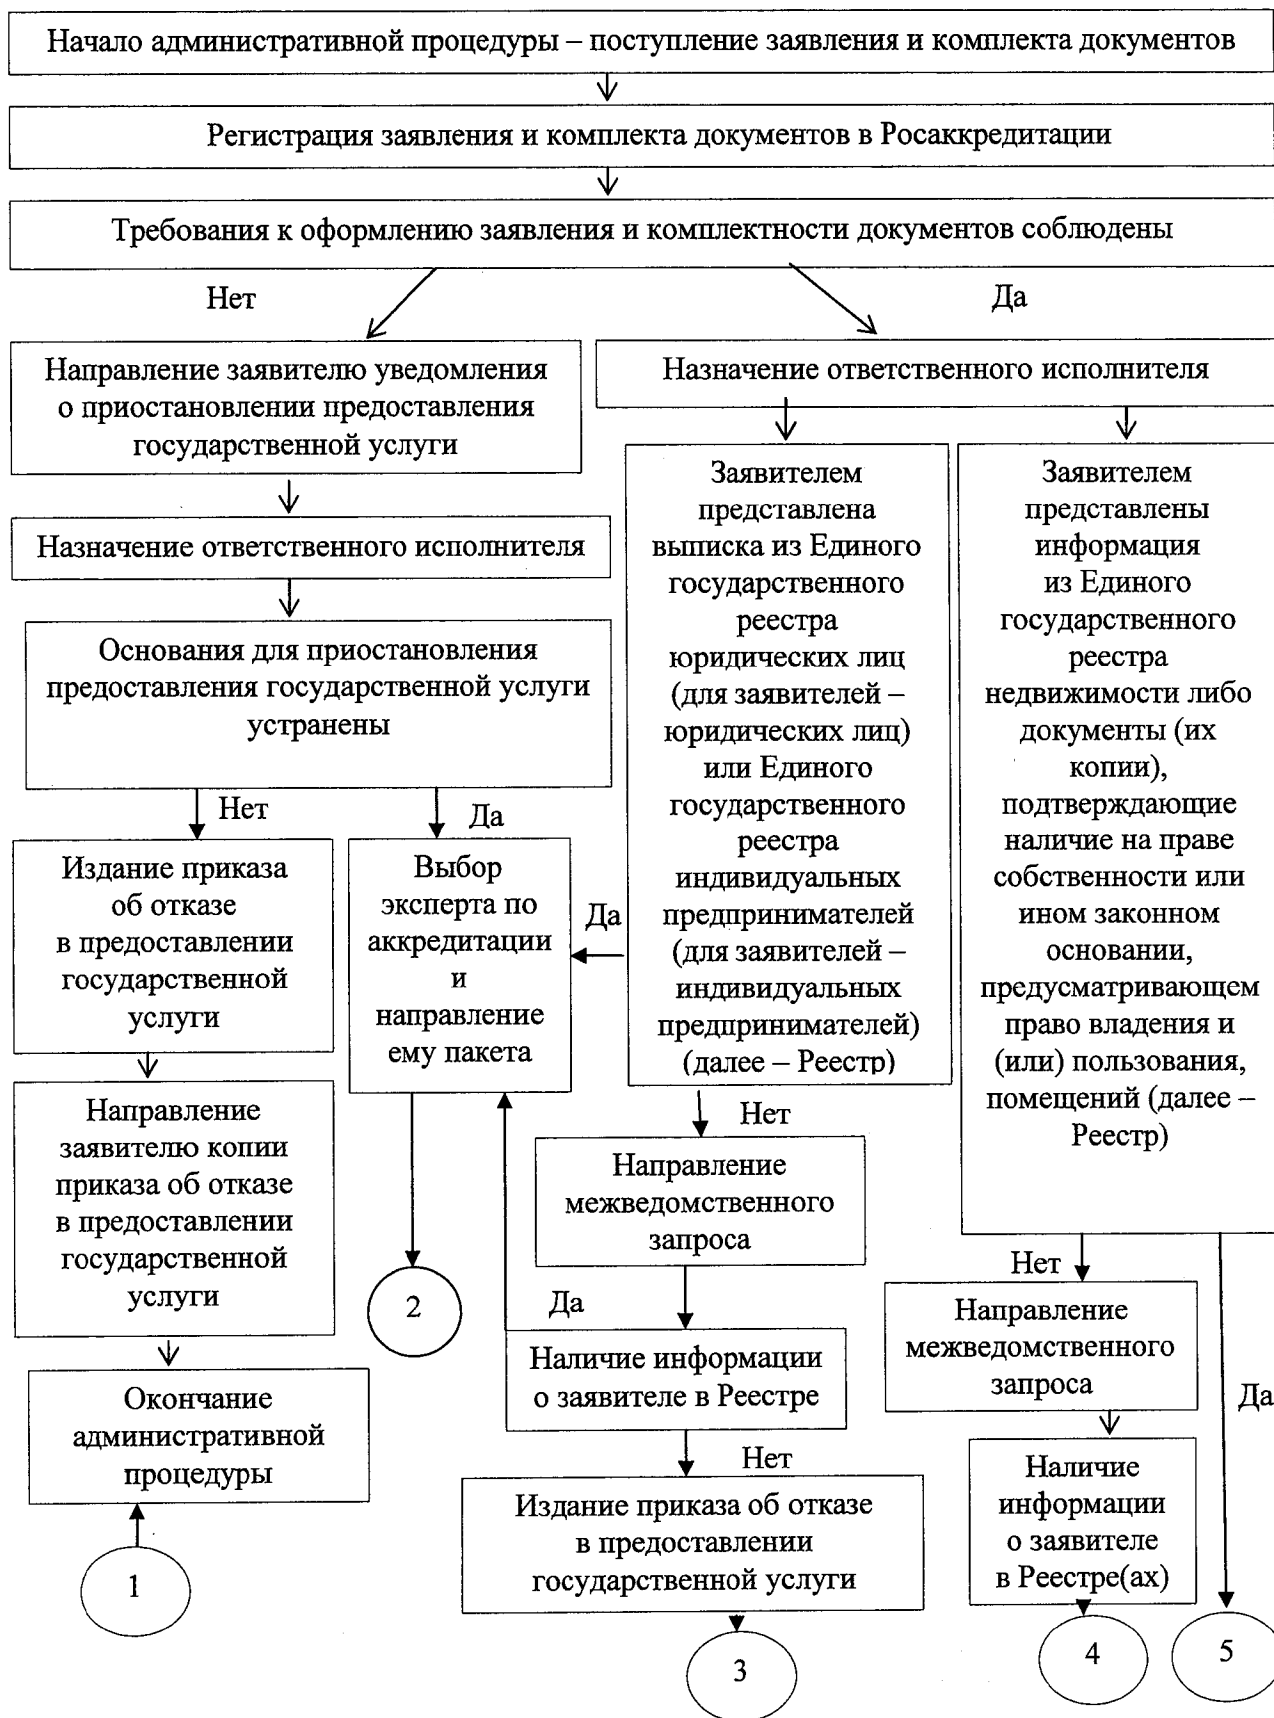 Начало административной процедуры – поступление заявления и комплекта документов
Регистрация заявления и комплекта документов в Росаккредитации
Требования к оформлению заявления и комплектности документов соблюдены
Нет
Да
Направление заявителю уведомления
о приостановлении предоставления
государственной услуги
Назначение ответственного исполнителя
Назначение ответственного исполнителя
Основания для приостановления
предоставления государственной услуги
устранены
Нет
Да
Издание приказа
об отказе
в предоставлении
государственной
услуги
Выбор
эксперта по
аккредитации
и
направление
ему пакета
Да
Заявителем
представлена
выписка из Единого
государственного
реестра
юридических лиц
(для заявителей –
юридических лиц)
или Единого
государственного
реестра
индивидуальных
предпринимателей
(для заявителей –
индивидуальных
предпринимателей)
(далее – Реестр)
Заявителем
представлены
информация
из Единого
государственного
реестра
недвижимости либо
документы (их
копии),
подтверждающие
наличие на праве
собственности или
ином законном
основании,
предусматривающем
право владения и
(или) пользования,
помещений (далее –
Реестр)
Направление
заявителю копии
приказа об отказе
в предоставлении
государственной
услуги
2
Нет
Направление
межведомственного
запроса
Да
Наличие информации
о заявителе в Реестре
Нет
Направление
межведомственного
запроса
Да
Окончание
административной
процедуры
1
Нет
Издание приказа об отказе
в предоставлении
государственной услуги
3
Наличие
информации
о заявителе
в Реестре(ах)
4
5